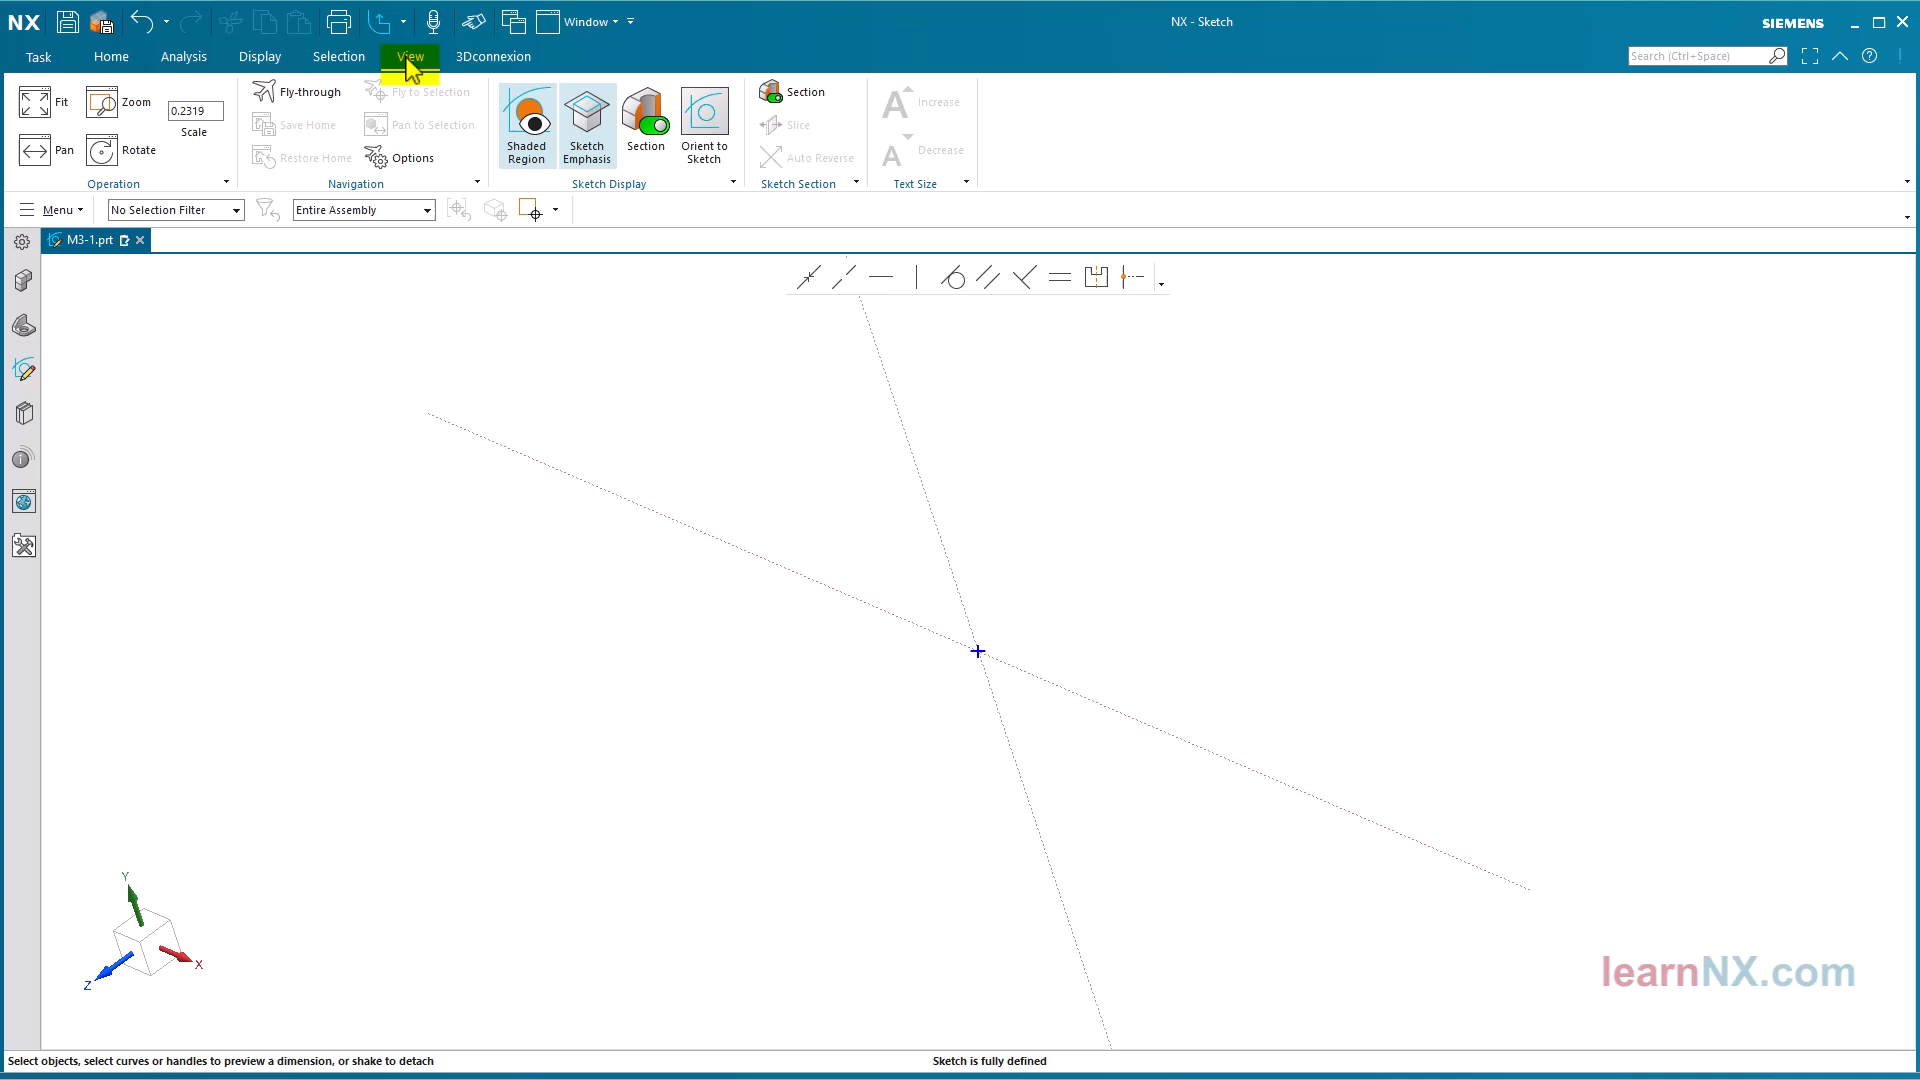 NX
Window
NX - Sketch
SIEMENS
Task
Home
Analysis
Display
Selection
View
3Dconnexion
Search (Ctrl+Space)
Fit
Zoom
0.2319
Scale
Pan
Rotate
Operation
Fly-through
Fly to Selection
Save Home
Pan to Selection
Restore Home
Options
Navigation
Shaded
Region
Sketch
Emphasis
Section
Orient to
Sketch
Sketch Display
Section
Slice
Auto Reverse
Sketch Section
A Increase
A Decrease
Text Size
Menu
No Selection Filter
Entire Assembly
M3-1.prt
Y
X
Z
learnNX.com
Select objects, select curves or handles to preview a dimension, or shake to detach
Sketch is fully defined